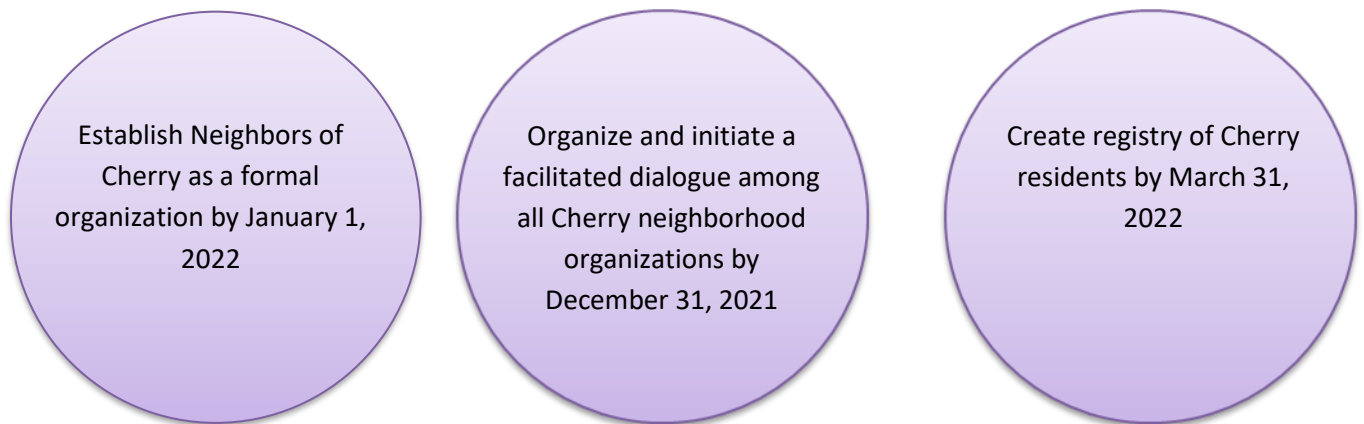 Establish Neighbors of
Cherry as a formal
organization by January 1,
2022
Organize and initiate a
facilitated dialogue among
all Cherry neighborhood
organizations by
December 31, 2021
Create registry of Cherry
residents by March 31,
2022